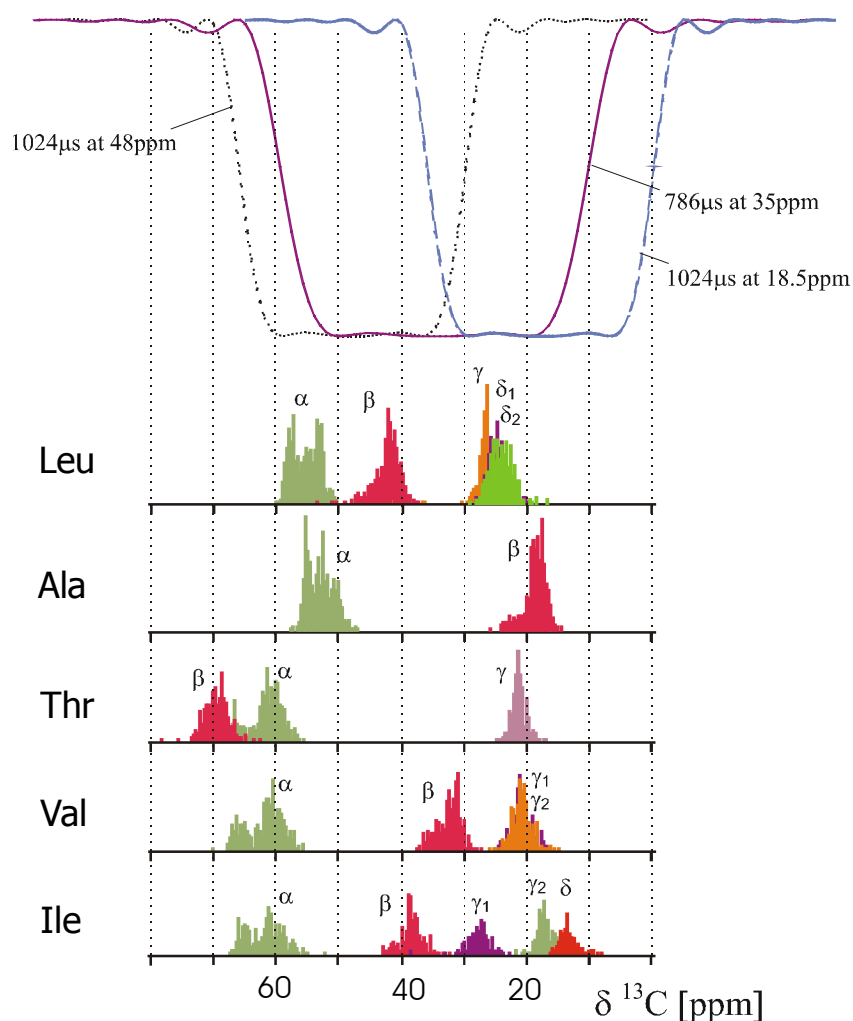 1024μs at 48ppm
786μs at 35ppm
1024μs at 18.5ppm
Leu
α
β
γ
δ1
δ2
Ala
α
β
Thr
β
α
γ
Val
α
β
γ1
γ2
Ile
α
β
γ1
γ2
δ
60
40
20
δ 13C [ppm]